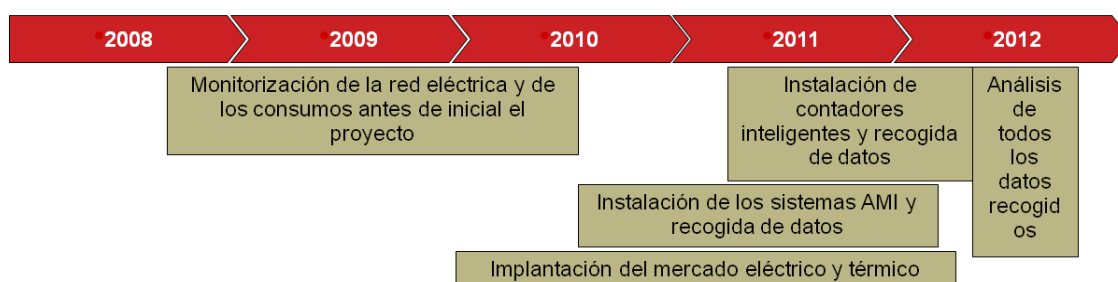 •2008
•2009
•2010
•2011
•2012
Monitorización de la red eléctrica y de
los consumos antes de inicial el
proyecto
Instalación de
contadores
inteligentes y recogida
de datos
Análisis
de
todos
los
datos
recogid
os
Instalación de los sistemas AMI y
recogida de datos
Implantación del mercado eléctrico y térmico